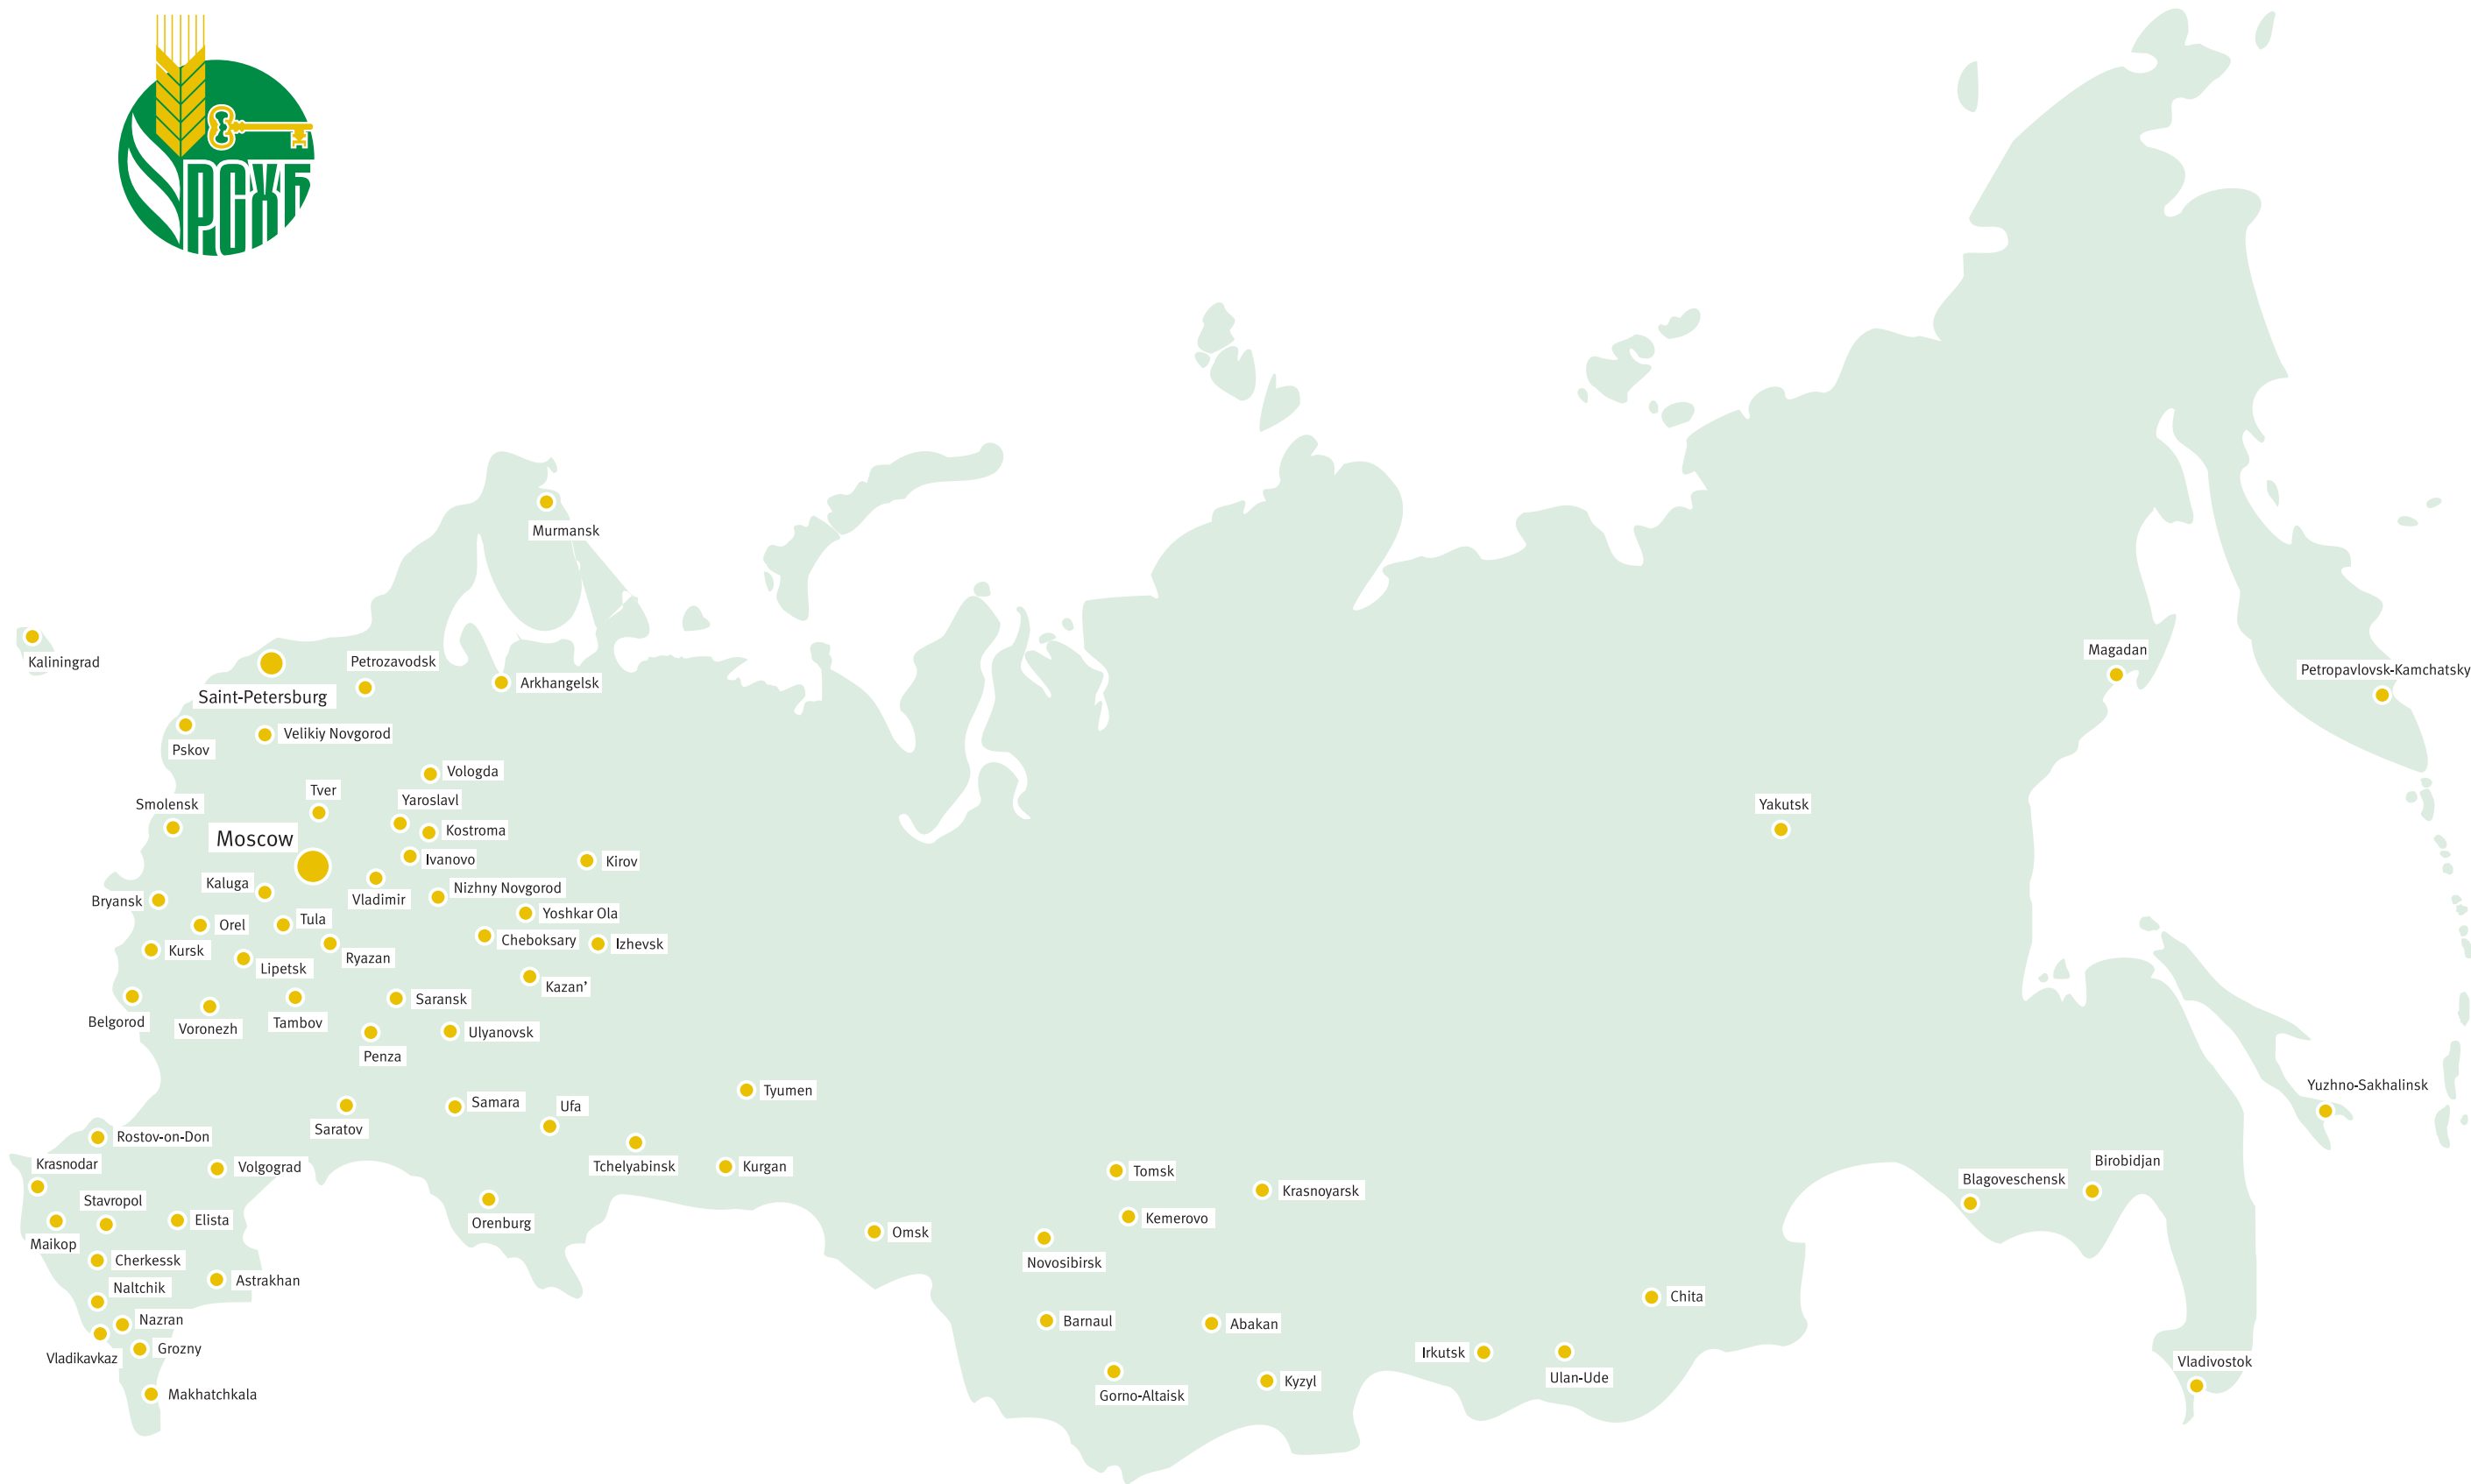 РСХБ
Murmansk
Kaliningrad
Petrozavodsk
Arkhangelsk
Saint-Petersburg
Magadan
Petropavlovsk-Kamchatsky
Pskov
Velikiy Novgorod
Vologda
Tver
Yaroslavl
Smolensk
Yakutsk
Moscow
Kostroma
Ivanovo
Kirov
Kaluga
Nizhny Novgorod
Vladimir
Bryansk
Yoshkar Ola
Orel
Tula
Cheboksary
Izhevsk
Kursk
Ryazan
Lipetsk
Kazan’
Saransk
Belgorod
Voronezh
Tambov
Ulyanovsk
Penza
Yuzhno-Sakhalinsk
Tyumen
Samara
Ufa
Saratov
Rostov-on-Don
Krasnodar
Volgograd
Tchelyabinsk
Kurgan
Tomsk
Birobidjan
Blagoveschensk
Krasnoyarsk
Stavropol
Elista
Orenburg
Omsk
Kemerovo
Maikop
Cherkessk
Novosibirsk
Astrakhan
Naltchik
Chita
Nazran
Barnaul
Abakan
Grozny
Vladikavkaz
Irkutsk
Ulan-Ude
Vladivostok
Kyzyl
Gorno-Altaisk
Makhatchkala